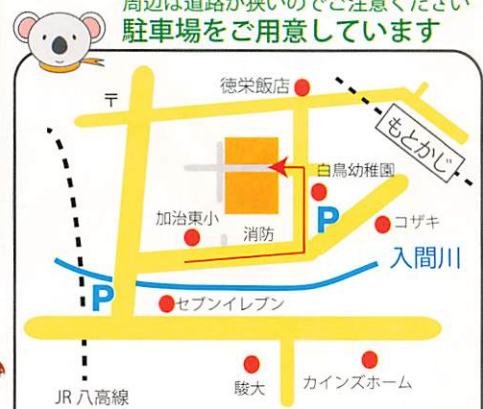 周辺は道路が狭いのでご注意ください
駐車場をご用意しています
徳栄飯店
〒
もとかじ
白鳥幼稚園
加治東小
P
コザキ
消防
入間川
P
セブンイレブン
駿大
カインズホーム
JR 八高線